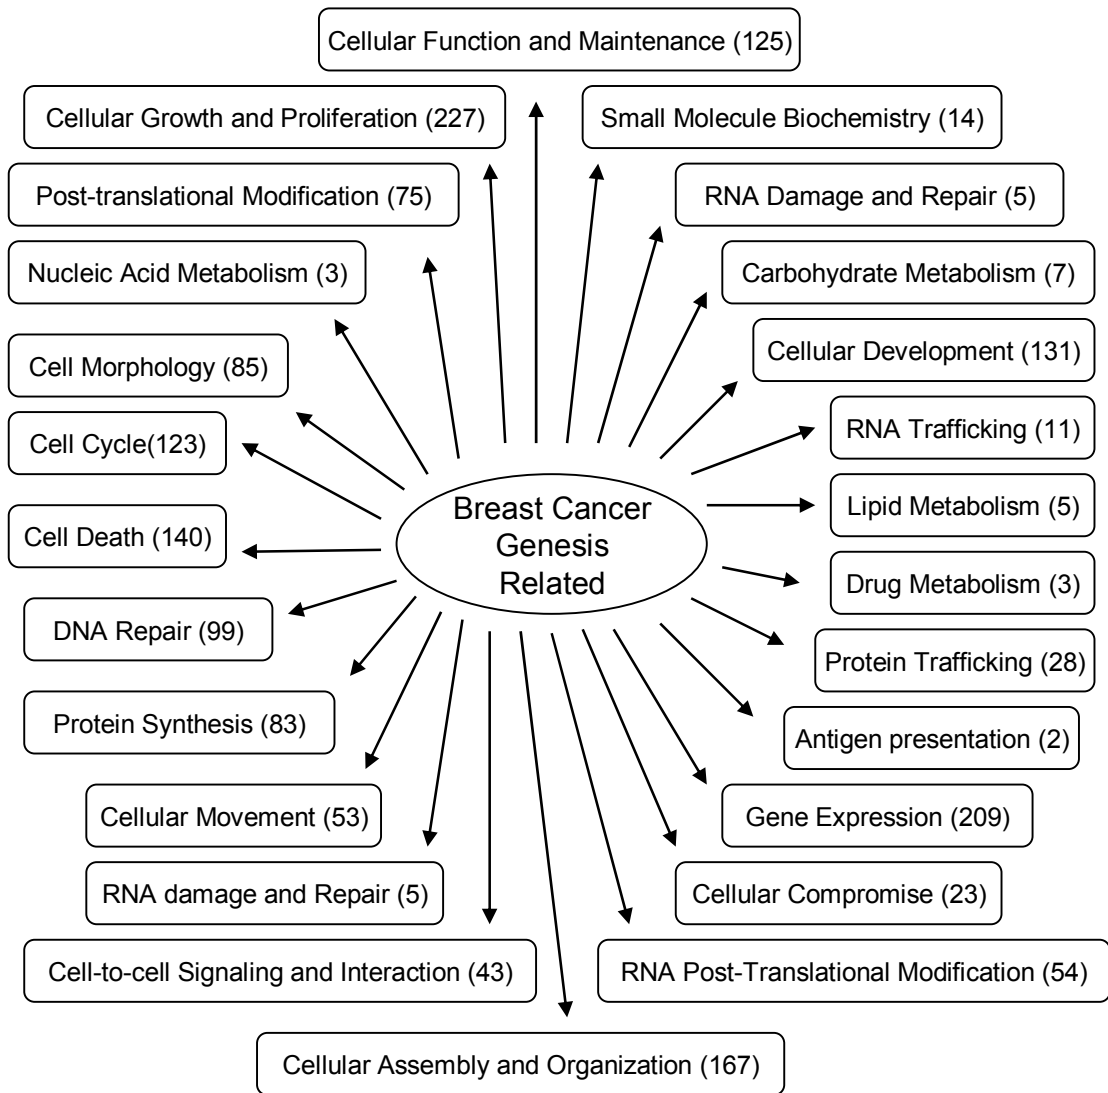 Cellular Function and Maintenance (125)
Cellular Growth and Proliferation (227)
Small Molecule Biochemistry (14)
Post-translational Modification (75)
RNA Damage and Repair (5)
Nucleic Acid Metabolism (3)
Carbohydrate Metabolism (7)
Cell Morphology (85)
Cellular Development (131)
Cell Cycle(123)
RNA Trafficking (11)
Lipid Metabolism (5)
Breast Cancer
Genesis
Related
Cell Death (140)
Drug Metabolism (3)
DNA Repair (99)
Protein Trafficking (28)
Protein Synthesis (83)
Antigen presentation (2)
Cellular Movement (53)
Gene Expression (209)
RNA damage and Repair (5)
Cellular Compromise (23)
Cell-to-cell Signaling and Interaction (43)
RNA Post-Translational Modification (54)
Cellular Assembly and Organization (167)